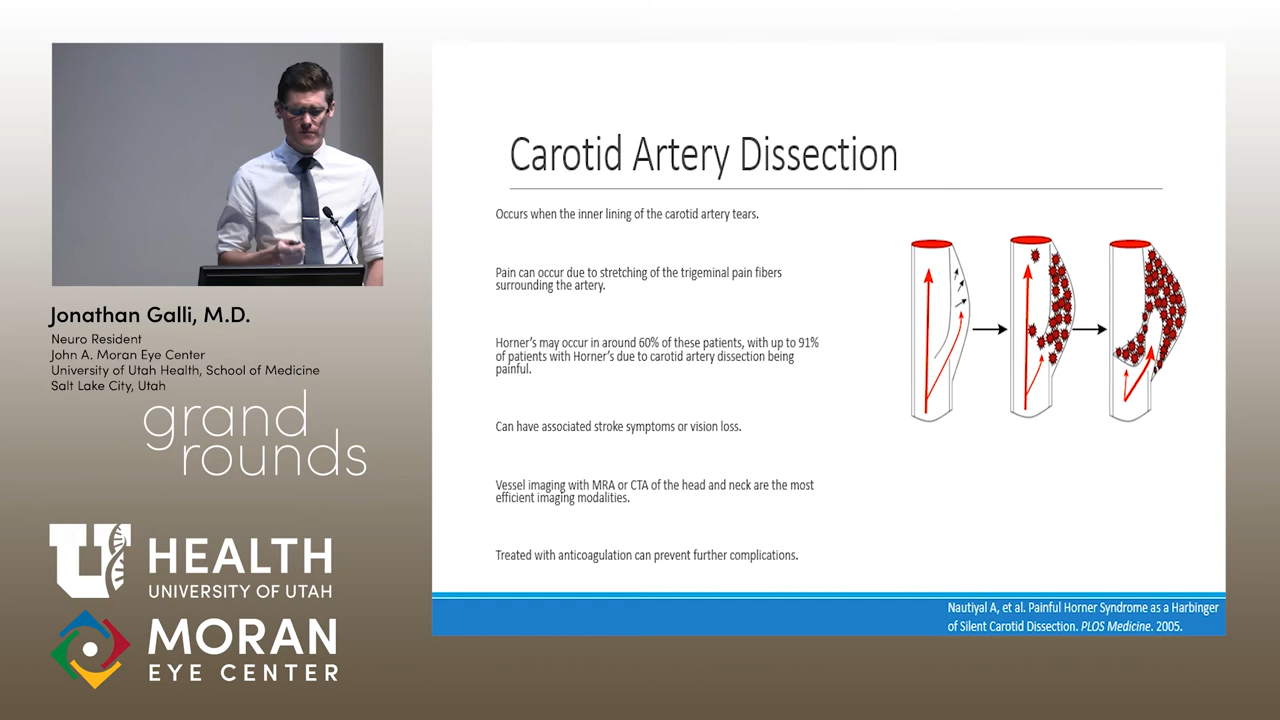 Jonathan Galli, M.D.
Neuro Resident
John A. Moran Eye Center
University of Utah Health, School of Medicine
Salt Lake City, Utah
grand
rounds
U HEALTH
UNIVERSITY OF UTAH
MORAN
EYE CENTER
Carotid Artery Dissection
Occurs when the inner lining of the carotid artery tears.
Pain can occur due to stretching of the trigeminal pain fibers
surrounding the artery.
Horner's may occur in around 60% of these patients, with up to 91%
of patients with Horner's due to carotid artery dissection being
painful.
Can have associated stroke symptoms or vision loss.
Vessel imaging with MRA or CTA of the head and neck are the most
efficient imaging modalities.
Treated with anticoagulation can prevent further complications.
Nautiyal A, et al. Painful Horner Syndrome as a Harbinger
of Silent Carotid Dissection. PLOS Medicine. 2005.